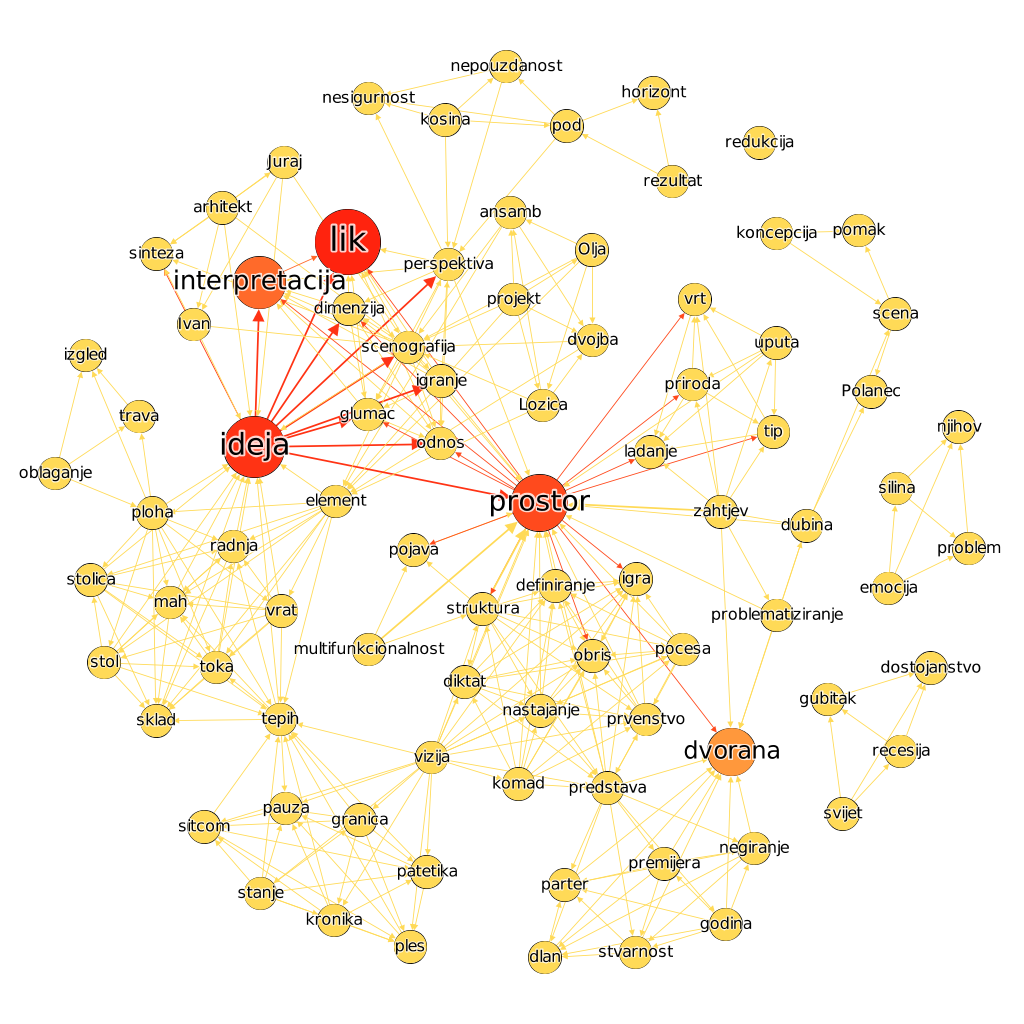 nepouzdanost
nesigurnost
horizont
kosina
pod
redukcija
Juraj
rezultat
arhitekt
ansamb
koncepcija
pomak
lik
sinteza
Olja
perspektiva
interpretacija
projekt
vrt
dimenzija
scena
Ivan
dvojba
uputa
scenografija
izgled
igranje
priroda
Polanec
Lozica
trava
glumac
njihov
tip
ideja
odnos
ladanje
oblaganje
silina
element
prostor
ploha
zahtjev
dubina
radnja
pojava
problem
stolica
definiranje
igra
emocija
mah
vrat
struktura
problematiziranje
multifunkcionalnost
obris
pocesa
stol
toka
dostojanstvo
diktat
gubitak
nastajanje
prvenstvo
sklad
tepih
dvorana
recesija
vizija
komad
predstava
pauza
svijet
sitcom
granica
negiranje
premijera
patetika
parter
stanje
kronika
godina
ples
stvarnost
dlan